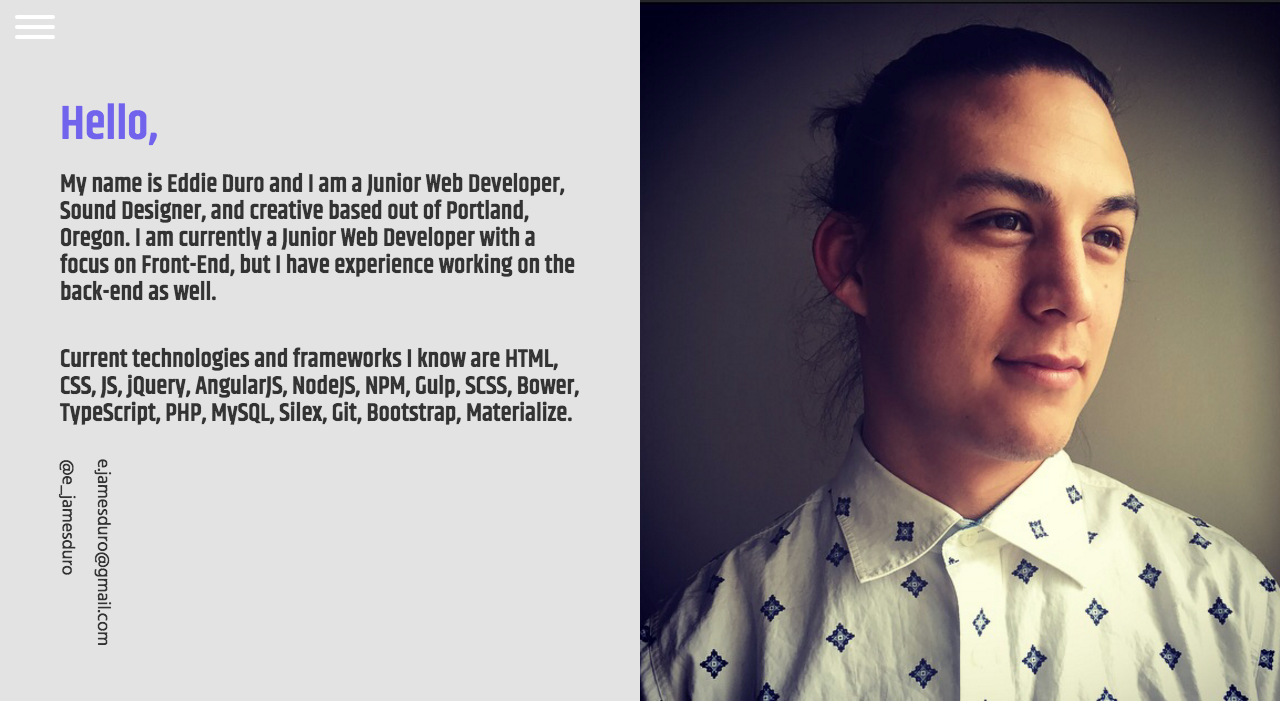 Hello,
My name is Eddie Duro and I am a Junior Web Developer,
Sound Designer, and creative based out of Portland,
Oregon. I am currently a Junior Web Developer with a
focus on Front-End, but I have experience working on the
back-end as well.
Current technologies and frameworks I know are HTML,
CSS, JS, jQuery, AngularJS, NodeJS, NPM, Gulp, SCSS, Bower,
TypeScript, PHP, MySQL, Silex, Git, Bootstrap, Materialize.
e.jamesduro@gmail.com
@e_jamesduro